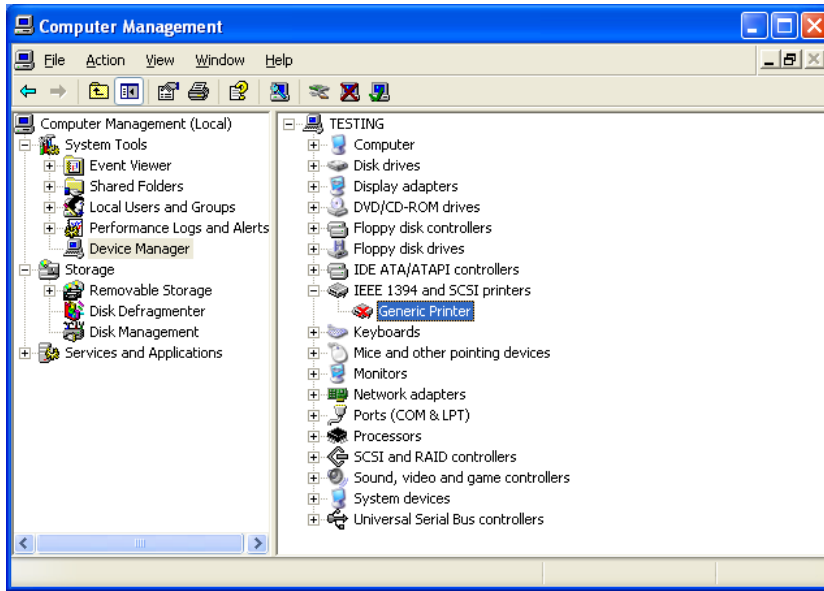 Computer Management
File Action View Window Help
Computer Management (Local)
System Tools
Event Viewer
Shared Folders
Local Users and Groups
Performance Logs and Alerts
Device Manager
Storage
Removable Storage
Disk Defragmenter
Disk Management
Services and Applications
TESTING
Computer
Disk drives
Display adapters
DVD/CD-ROM drives
Floppy disk controllers
Floppy disk drives
IDE ATA/ATAPI controllers
IEEE 1394 and SCSI printers
Generic Printer
Keyboards
Mice and other pointing devices
Monitors
Network adapters
Ports (COM & LPT)
Processors
SCSI and RAID controllers
Sound, video and game controllers
System devices
Universal Serial Bus controllers